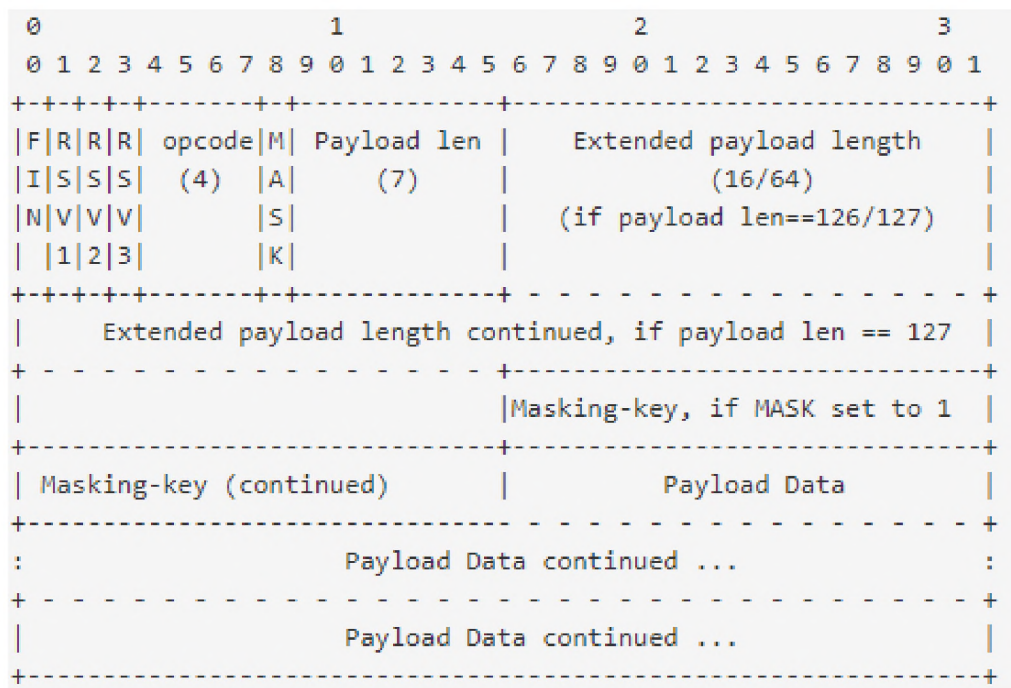 0                   1                   2                   3
 0 1 2 3 4 5 6 7 8 9 0 1 2 3 4 5 6 7 8 9 0 1 2 3 4 5 6 7 8 9 0 1
+-+-+-+-+-------+-+-------------+-------------------------------+
|F|R|R|R| opcode|M| Payload len |    Extended payload length    |
|I|S|S|S|  (4)  |A|     (7)     |             (16/64)           |
|N|V|V|V|       |S|             |   (if payload len==126/127)   |
| |1|2|3|       |K|             |                               |
+-+-+-+-+-------+-+-------------+ - - - - - - - - - - - - - - - +
|     Extended payload length continued, if payload len == 127  |
+ - - - - - - - - - - - - - - - +-------------------------------+
|                               |Masking-key, if MASK set to 1  |
+-------------------------------+-------------------------------+
| Masking-key (continued)       |          Payload Data         |
+-------------------------------- - - - - - - - - - - - - - - - +
:                     Payload Data continued ...                :
+ - - - - - - - - - - - - - - - - - - - - - - - - - - - - - - - +
|                     Payload Data continued ...                |
+---------------------------------------------------------------+